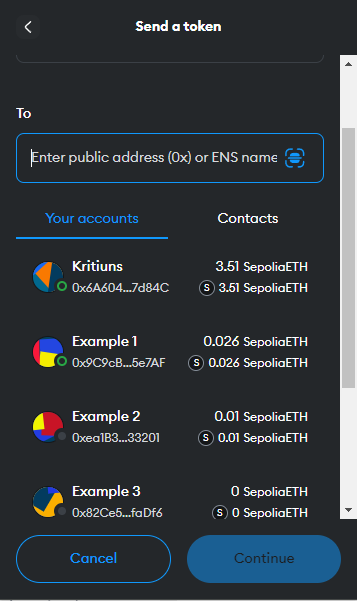 Send a token
To
Enter public address (0x) or ENS name
Your accounts Contacts
Kritiuns 3.51 SepoliaETH
0x6A604...7d84C S 3.51 SepoliaETH
Example 1 0.026 SepoliaETH
0x9C9cB...5e7AF S 0.026 SepoliaETH
Example 2 0.01 SepoliaETH
0xea1B3...33201 S 0.01 SepoliaETH
Example 3 0 SepoliaETH
0x82Ce5...faDf6 S 0 SepoliaETH
Cancel Continue